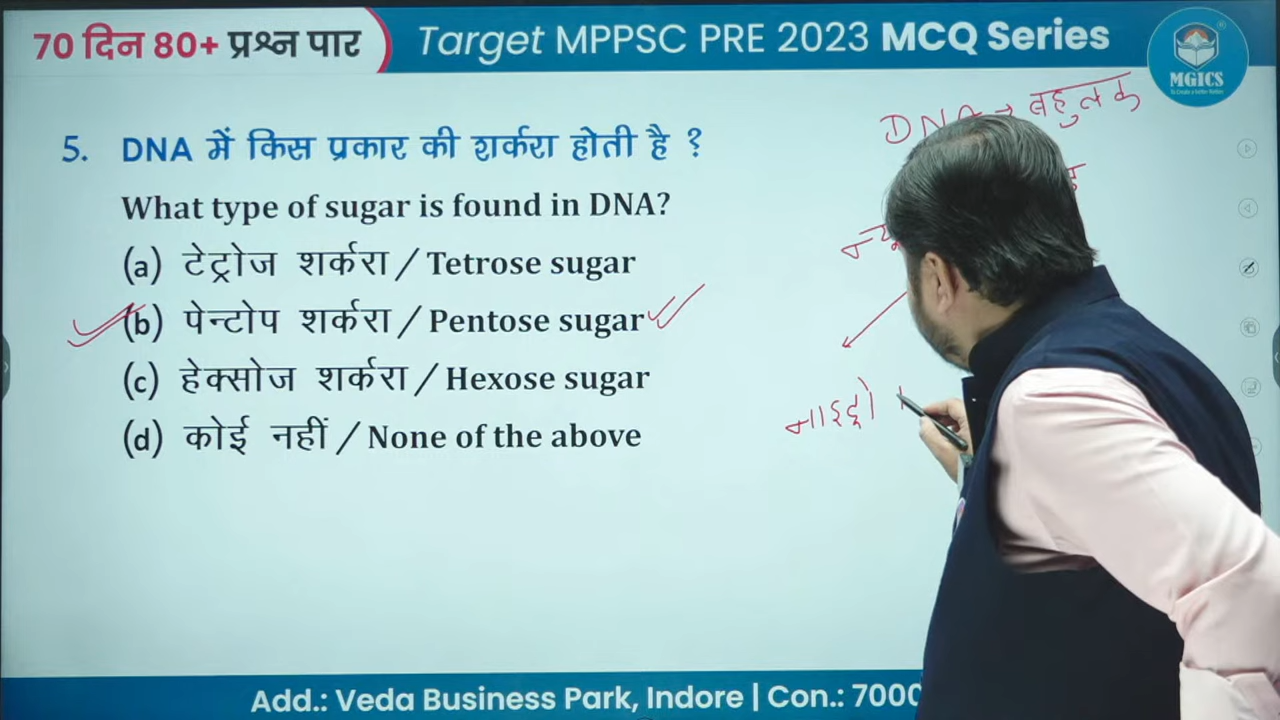 70 दिन 80+ प्रश्न पार
Target MPPSC PRE 2023 MCQ Series
MGICS
DNA → बहुलक
5. DNA में किस प्रकार की शर्करा होती है ?
What type of sugar is found in DNA?
(a) टेट्रोज शर्करा / Tetrose sugar
(b) पेन्टोप शर्करा / Pentose sugar
(c) हेक्सोज शर्करा / Hexose sugar
(d) कोई नहीं / None of the above
नाइट्रो
Add.: Veda Business Park, Indore | Con.: 7000